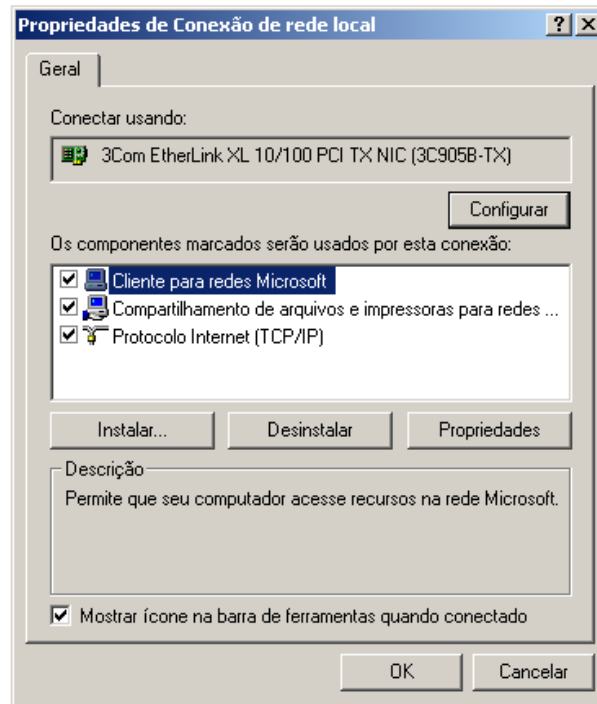 Propriedades de Conexão de rede local
Geral
Conectar usando:
3Com EtherLink XL 10/100 PCI TX NIC (3C905B-TX)
Configurar
Os componentes marcados serão usados por esta conexão:
Cliente para redes Microsoft
Compartilhamento de arquivos e impressoras para redes ...
Protocolo Internet (TCP/IP)
Instalar... Desinstalar Propriedades
Descrição
Permite que seu computador acesse recursos na rede Microsoft.
Mostrar ícone na barra de ferramentas quando conectado
OK Cancelar